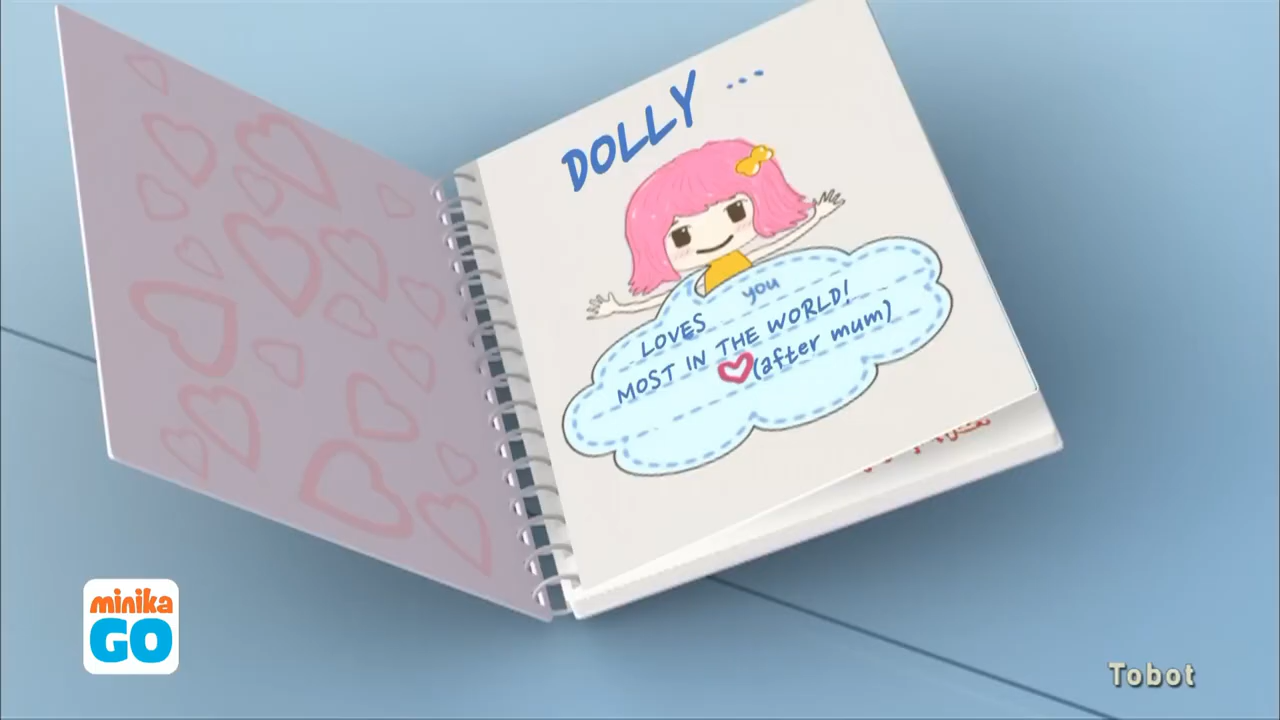 DOLLY ...
you
LOVES
MOST IN THE WORLD!
(after mum)
minika
GO
Tobot